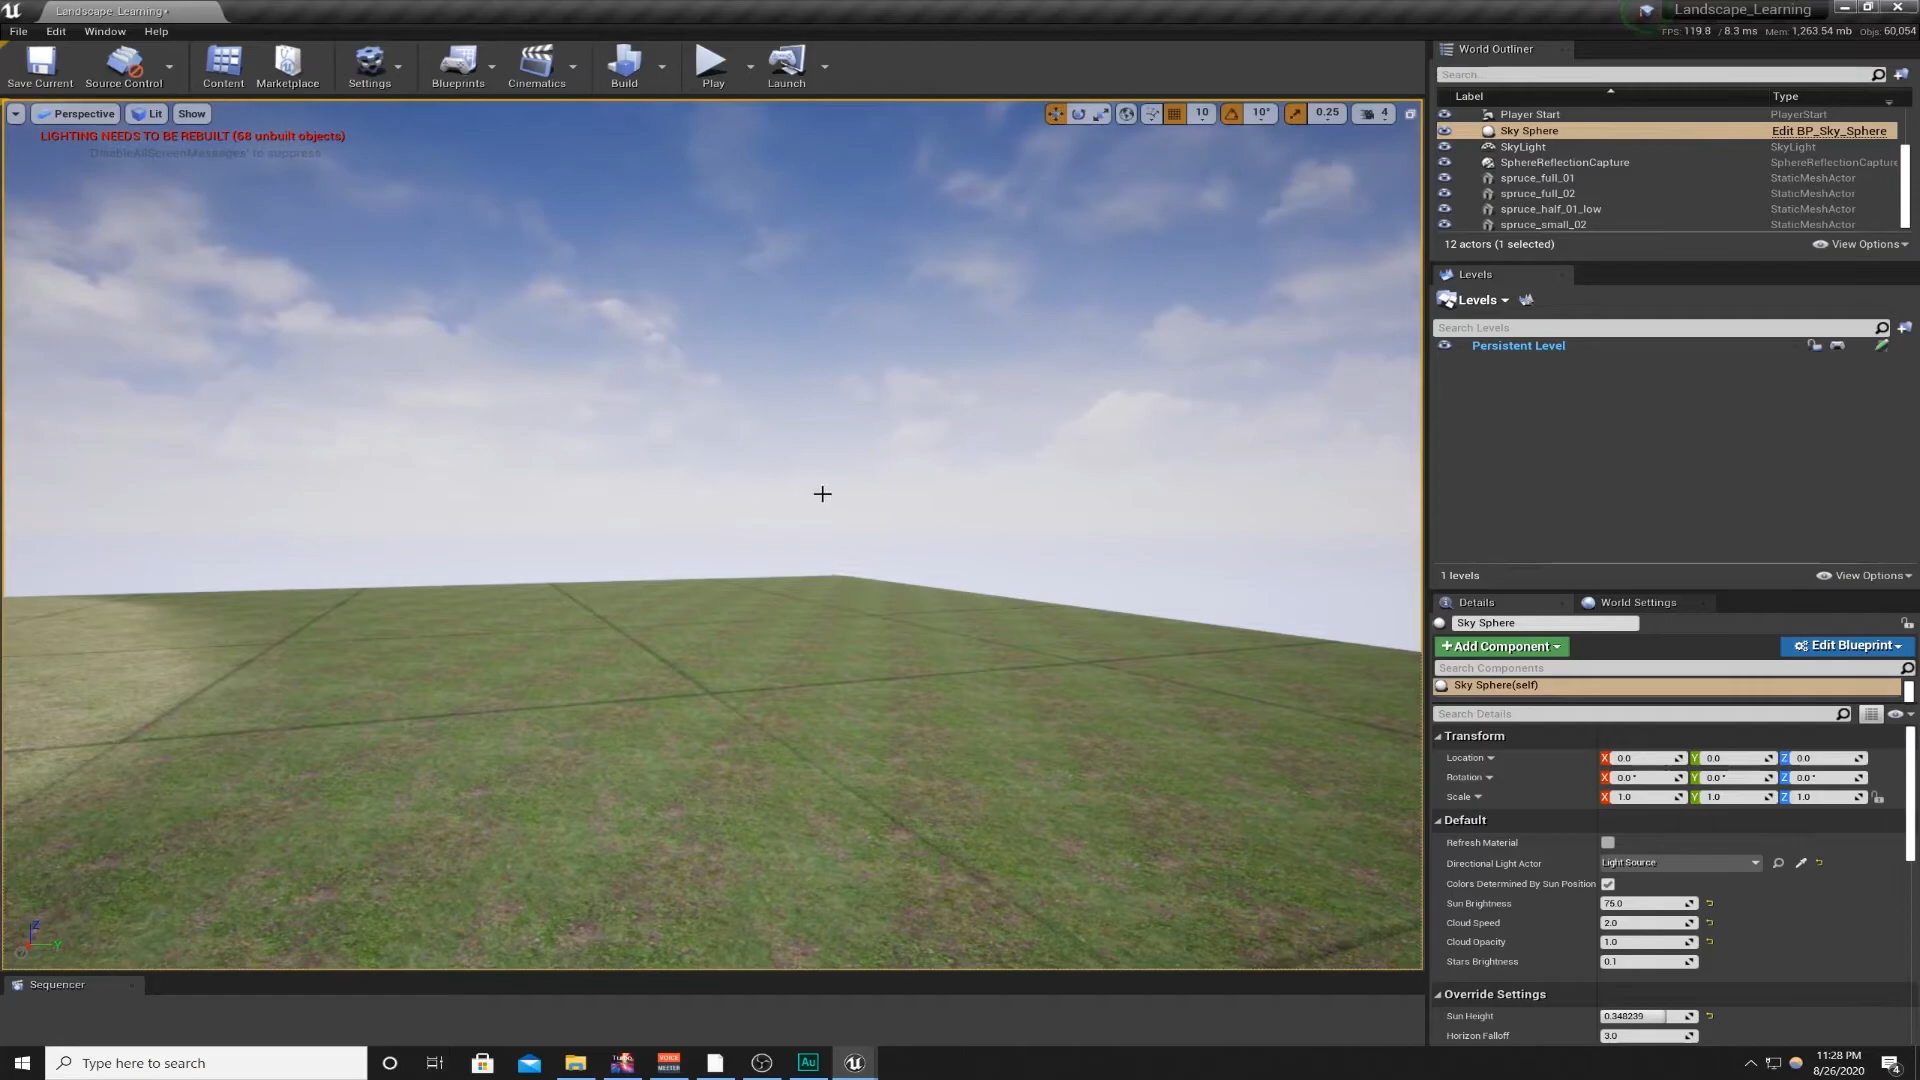 Landscape_Learning•
Landscape_Learning
File Edit Window Help
FPS: 119.8 / 8.3 ms Mem: 1,263.54 mb Objs: 60,054
Save Current Source Control Content Marketplace Settings Blueprints Cinematics Build Play Launch
Perspective Lit Show
10 10° 0.25 4
LIGHTING NEEDS TO BE REBUILT (68 unbuilt objects)
'DisableAllScreenMessages' to suppress
World Outliner
Search...
Label Type
Player Start PlayerStart
Sky Sphere Edit BP_Sky_Sphere
SkyLight SkyLight
SphereReflectionCapture SphereReflectionCapture
spruce_full_01 StaticMeshActor
spruce_full_02 StaticMeshActor
spruce_half_01_low StaticMeshActor
spruce_small_02 StaticMeshActor
12 actors (1 selected) View Options
Levels
Levels
Search Levels
Persistent Level
1 levels View Options
Details World Settings
Sky Sphere
+Add Component Edit Blueprint
Search Components
Sky Sphere(self)
Search Details
Transform
Location X 0.0 Y 0.0 Z 0.0
Rotation X 0.0° Y 0.0° Z 0.0°
Scale X 1.0 Y 1.0 Z 1.0
Default
Refresh Material
Directional Light Actor Light Source
Colors Determined By Sun Position
Sun Brightness 75.0
Cloud Speed 2.0
Cloud Opacity 1.0
Stars Brightness 0.1
Override Settings
Sun Height 0.348239
Horizon Falloff 3.0
Z
Y
Sequencer
Type here to search
VOICE
MEETER
Au
11:28 PM
8/26/2020
4